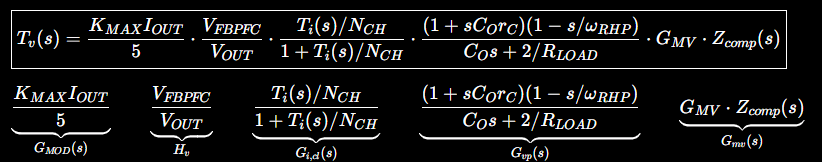 T_v(s) = \frac{K_{MAX} I_{OUT}}{5} \cdot \frac{V_{FBPFC}}{V_{OUT}} \cdot \frac{T_i(s)/N_{CH}}{1 + T_i(s)/N_{CH}} \cdot \frac{(1 + sC_O r_C)(1 - s/\omega_{RHP})}{C_O s + 2/R_{LOAD}} \cdot G_{MV} \cdot Z_{comp}(s)
\underbrace{\frac{K_{MAX} I_{OUT}}{5}}_{G_{MOD}(s)} \underbrace{\frac{V_{FBPFC}}{V_{OUT}}}_{H_v} \underbrace{\frac{T_i(s)/N_{CH}}{1 + T_i(s)/N_{CH}}}_{G_{i,cl}(s)} \underbrace{\frac{(1 + sC_O r_C)(1 - s/\omega_{RHP})}{C_O s + 2/R_{LOAD}}}_{G_{vp}(s)} \underbrace{G_{MV} \cdot Z_{comp}(s)}_{G_{mv}(s)}